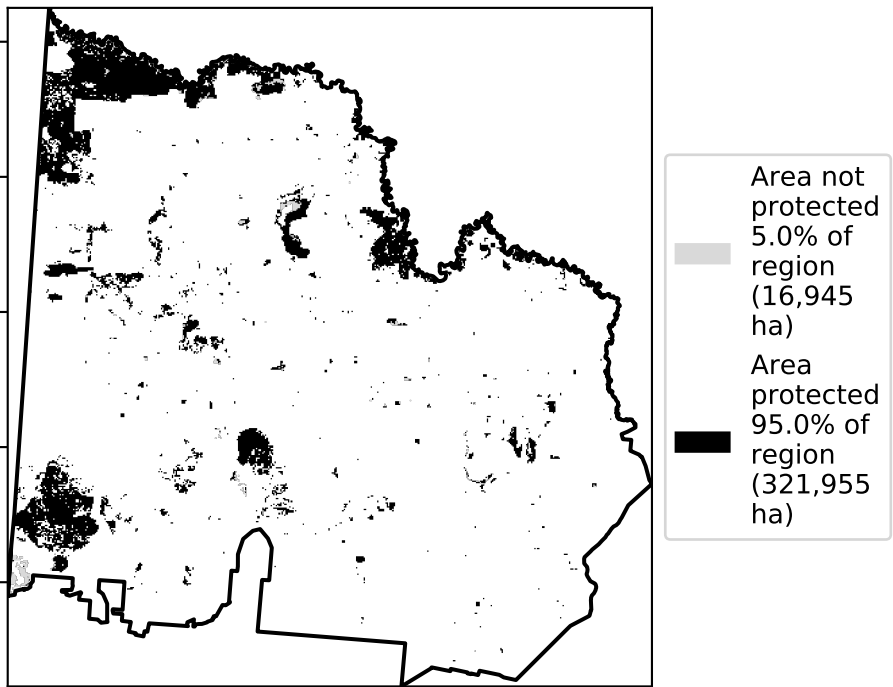 Area not
protected
5.0% of
region
(16,945
ha)
Area
protected
95.0% of
region
(321,955
ha)